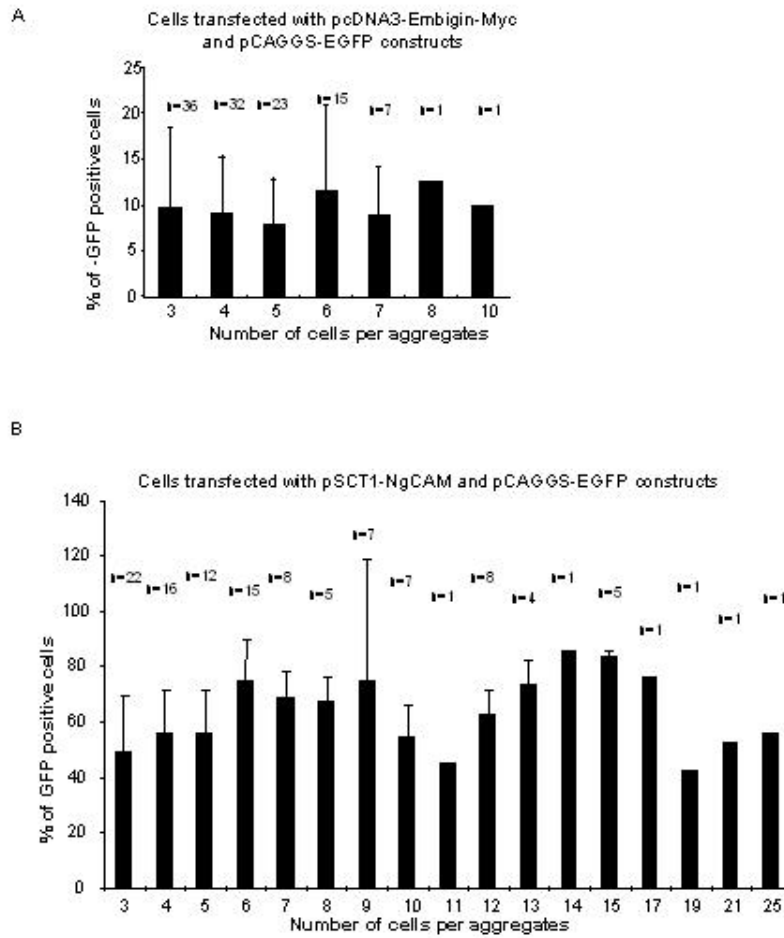 A
Cells transfected with pcDNA3-Embigin-Myc
and pCAGGS-EGFP constructs
% of -GFP positive cells
25
20
15
10
5
0
n=36
n=32
n=23
n=15
n=7
n=1
n=1
3 4 5 6 7 8 10
Number of cells per aggregates
B
Cells transfected with pSCT1-NgCAM and pCAGGS-EGFP constructs
% of GFP positive cells
140
120
100
80
60
40
20
0
n=22
n=16
n=12
n=15
n=8
n=5
n=7
n=7
n=1
n=8
n=4
n=1
n=5
n=1
n=1
n=1
n=1
3 4 5 6 7 8 9 10 11 12 13 14 15 17 19 21 25
Number of cells per aggregates